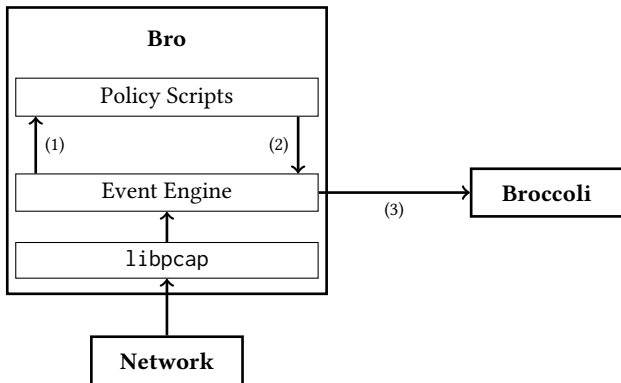 Bro
Policy Scripts
(1)
(2)
Event Engine
Broccoli
(3)
libpcap
Network